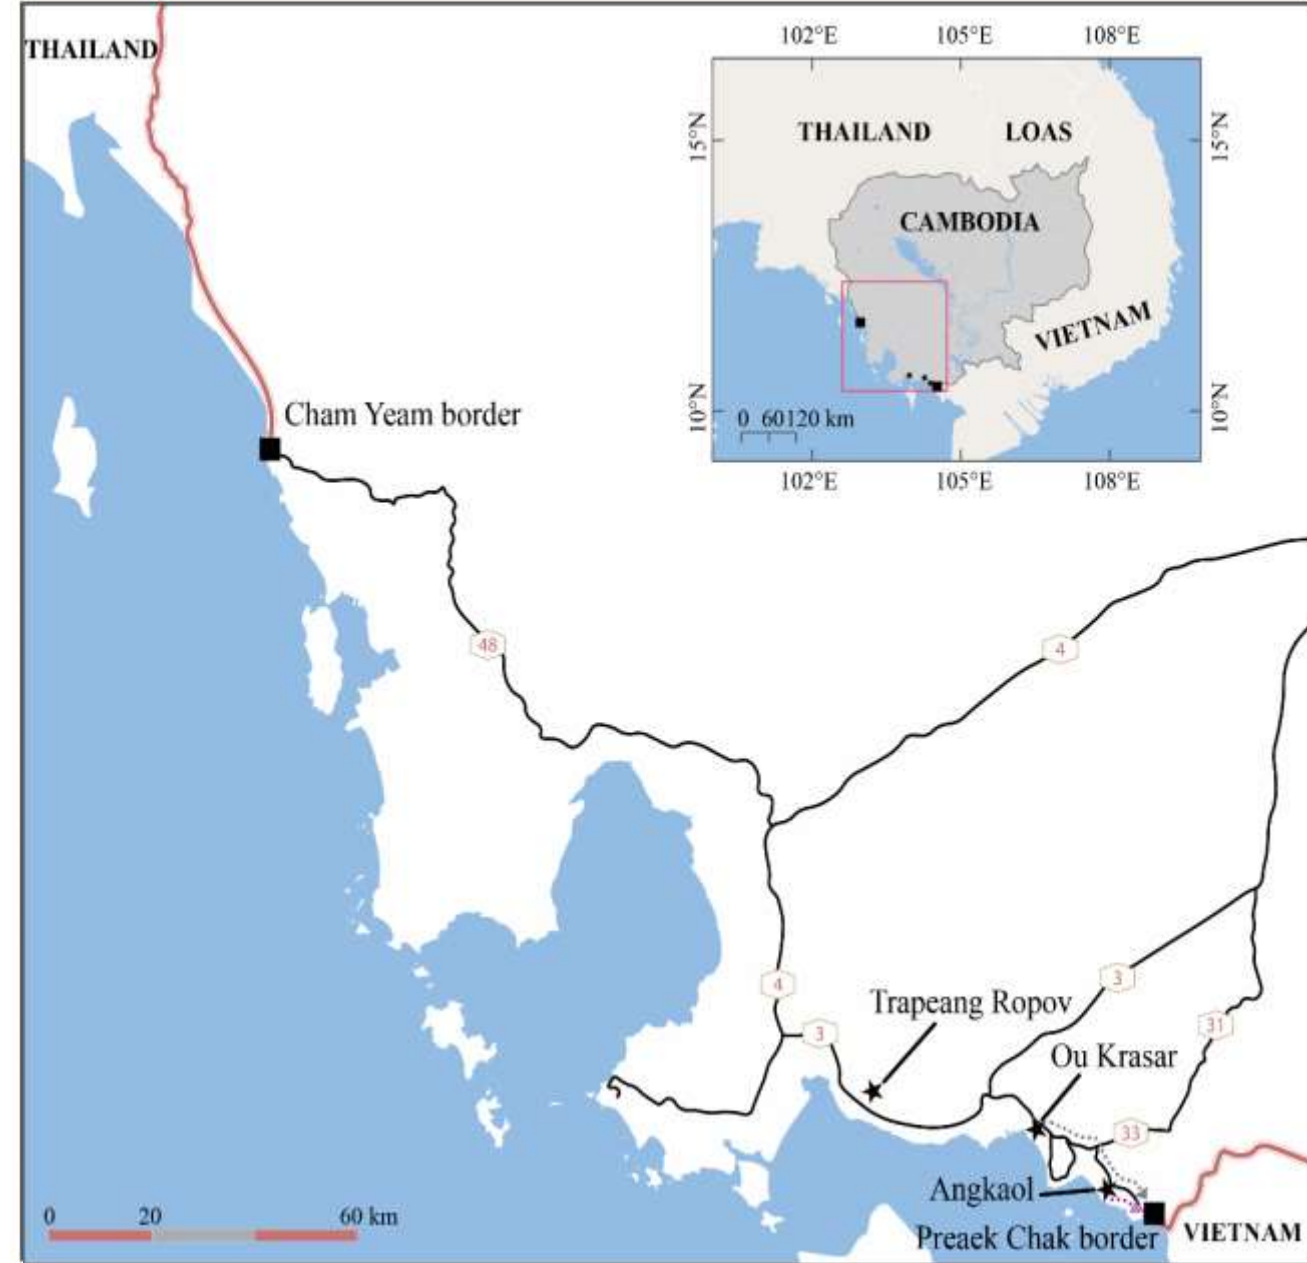 THAILAND
102°E 105°E 108°E
15°N 15°N
THAILAND LOAS
CAMBODIA
VIETNAM
10°N 10°N
0 60120 km
102°E 105°E 108°E
Cham Yeam border
48
4
4
3
3
Trapeang Ropov
31
Ou Krasar
33
Angkaol
Preaek Chak border
VIETNAM
0 20 60 km